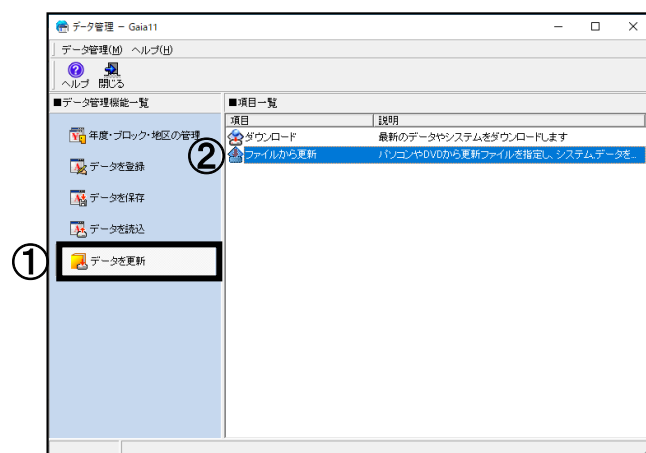 データ管理 － Gaia11
データ管理(M) ヘルプ(H)
ヘルプ 閉じる
■データ管理機能一覧
年度・ブロック・地区の管理
データを登録
データを保存
データを読込
① データを更新
■項目一覧
項目 説明
ダウンロード 最新のデータやシステムをダウンロードします
② ファイルから更新 パソコンやDVDから更新ファイルを指定し、システム,データを...